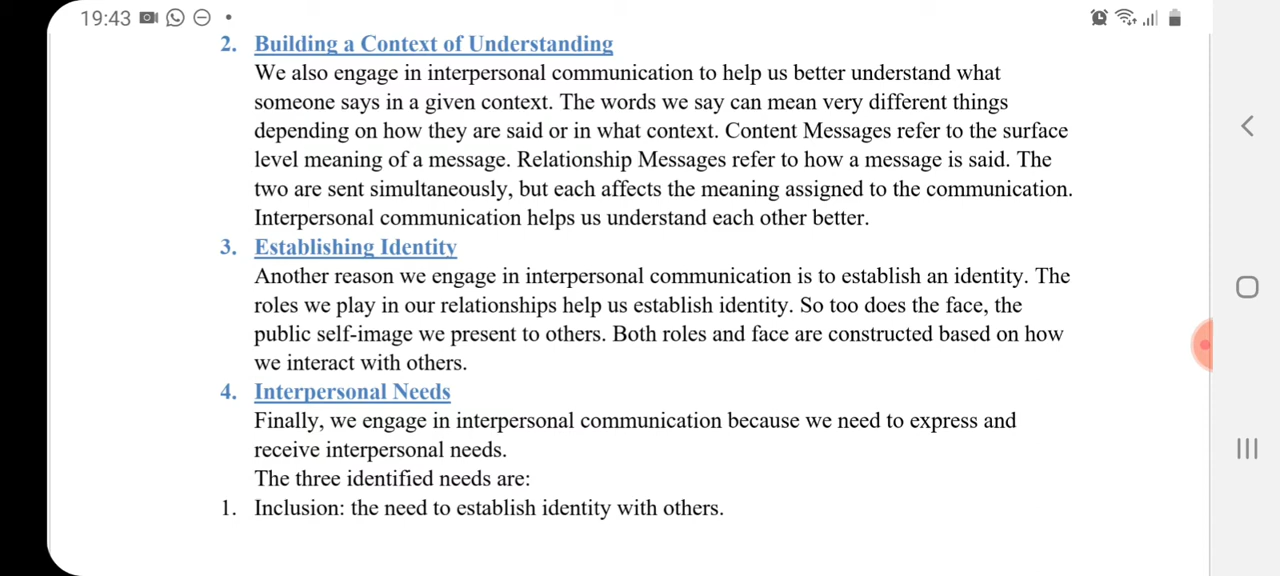 19:43
2. Building a Context of Understanding
We also engage in interpersonal communication to help us better understand what
someone says in a given context. The words we say can mean very different things
depending on how they are said or in what context. Content Messages refer to the surface
level meaning of a message. Relationship Messages refer to how a message is said. The
two are sent simultaneously, but each affects the meaning assigned to the communication.
Interpersonal communication helps us understand each other better.
3. Establishing Identity
Another reason we engage in interpersonal communication is to establish an identity. The
roles we play in our relationships help us establish identity. So too does the face, the
public self-image we present to others. Both roles and face are constructed based on how
we interact with others.
4. Interpersonal Needs
Finally, we engage in interpersonal communication because we need to express and
receive interpersonal needs.
The three identified needs are:
1. Inclusion: the need to establish identity with others.